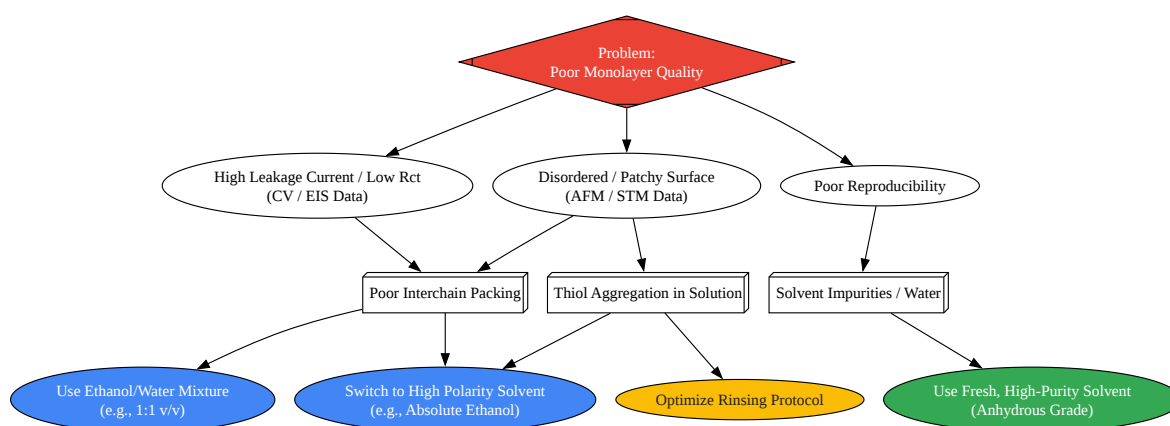 Problem:
Poor Monolayer Quality
High Leakage Current / Low Rct
(CV / EIS Data)
Disordered / Patchy Surface
(AFM / STM Data)
Poor Reproducibility
Poor Interchain Packing
Thiol Aggregation in Solution
Solvent Impurities / Water
Use Ethanol/Water Mixture
(e.g., 1:1 v/v)
Switch to High Polarity Solvent
(e.g., Absolute Ethanol)
Optimize Rinsing Protocol
Use Fresh, High-Purity Solvent
(Anhydrous Grade)